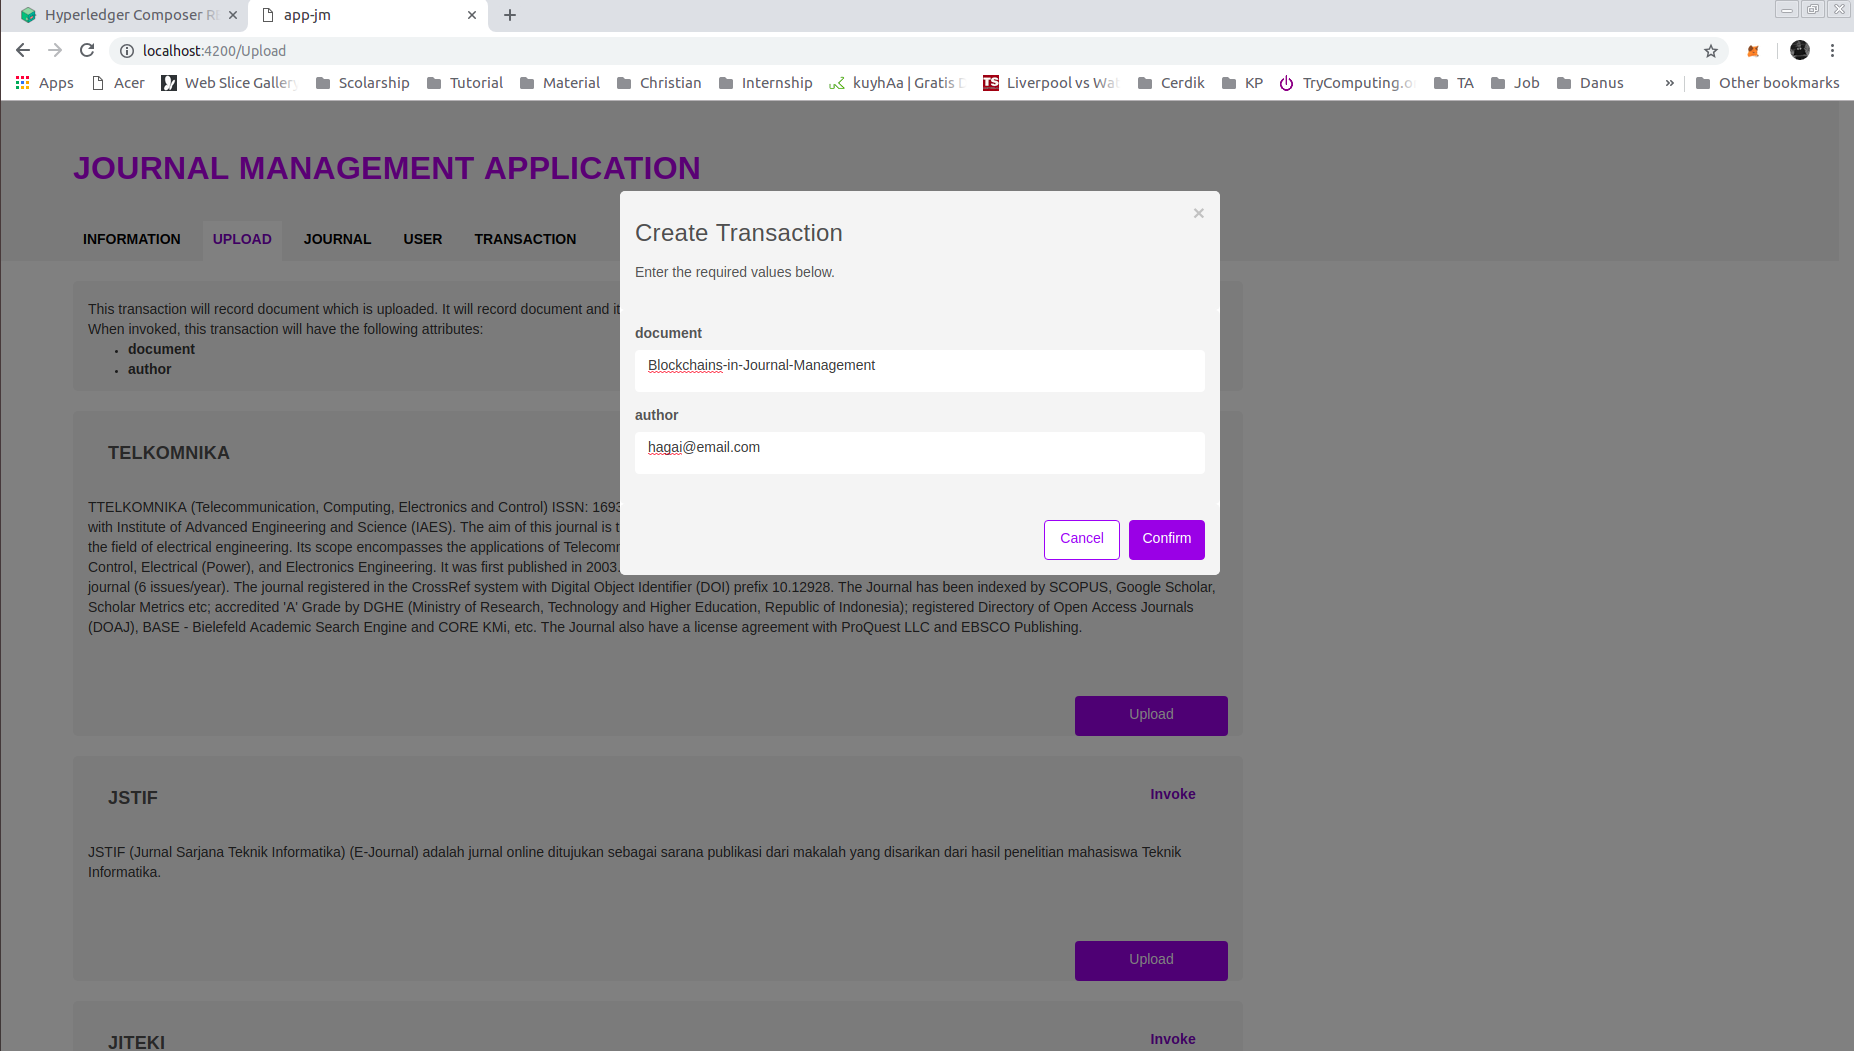 Hyperledger Composer
app-jm
localhost:4200/Upload
Apps
Acer
Web Slice Gallery
Scolarship
Tutorial
Material
Christian
Internship
kuyhAa | Gratis
Liverpool vs
Cerdik
KP
TryComputing.o
TA
Job
Danus
»
Other bookmarks
JOURNAL MANAGEMENT APPLICATION
INFORMATION
UPLOAD
JOURNAL
USER
TRANSACTION
This transaction will record document which is uploaded. It will record document and it
When invoked, this transaction will have the following attributes:
• document
• author
Create Transaction
×
Enter the required values below.
document
Blockchains-in-Journal-Management
author
hagai@email.com
Cancel
Confirm
TELKOMNIKA
TTELKOMNIKA (Telecommunication, Computing, Electronics and Control) ISSN: 1693
with Institute of Advanced Engineering and Science (IAES). The aim of this journal is t
the field of electrical engineering. Its scope encompasses the applications of Telecomm
Control, Electrical (Power), and Electronics Engineering. It was first published in 2003.
journal (6 issues/year). The journal registered in the CrossRef system with Digital Object Identifier (DOI) prefix 10.12928. The Journal has been indexed by SCOPUS, Google Scholar,
Scholar Metrics etc; accredited 'A' Grade by DGHE (Ministry of Research, Technology and Higher Education, Republic of Indonesia); registered Directory of Open Access Journals
(DOAJ), BASE - Bielefeld Academic Search Engine and CORE KMi, etc. The Journal also have a license agreement with ProQuest LLC and EBSCO Publishing.
Upload
JSTIF
Invoke
JSTIF (Jurnal Sarjana Teknik Informatika) (E-Journal) adalah jurnal online ditujukan sebagai sarana publikasi dari makalah yang disarikan dari hasil penelitian mahasiswa Teknik
Informatika.
Upload
JITEKI
Invoke